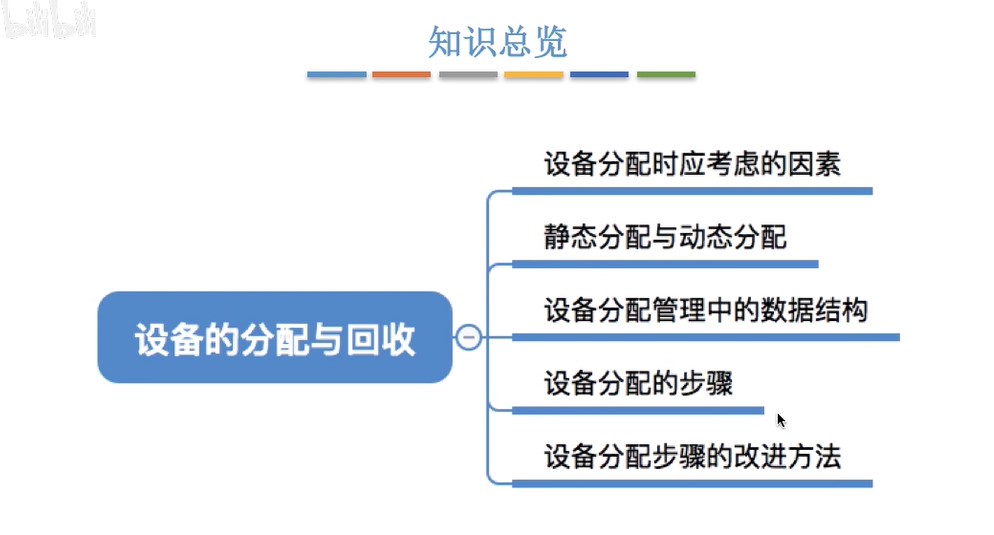 bilibili
知识总览
设备的分配与回收
设备分配时应考虑的因素
静态分配与动态分配
设备分配管理中的数据结构
设备分配的步骤
设备分配步骤的改进方法